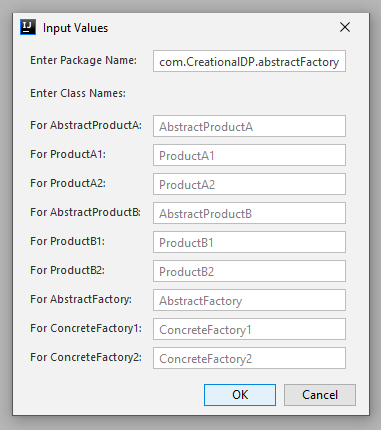 IJ Input Values
Enter Package Name: com.CreationalDP.abstractFactory
Enter Class Names:
For AbstractProductA: AbstractProductA
For ProductA1: ProductA1
For ProductA2: ProductA2
For AbstractProductB: AbstractProductB
For ProductB1: ProductB1
For ProductB2: ProductB2
For AbstractFactory: AbstractFactory
For ConcreteFactory1: ConcreteFactory1
For ConcreteFactory2: ConcreteFactory2
OK Cancel